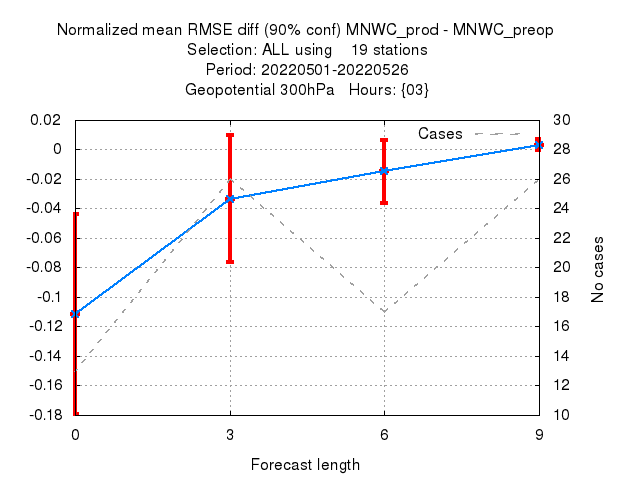 Normalized mean RMSE diff (90% conf) MNWC_prod - MNWC_preop
Selection: ALL using    19 stations
Period: 20220501-20220526
Geopotential 300hPa   Hours: {03}
Cases
0.02
0
-0.02
-0.04
-0.06
-0.08
-0.1
-0.12
-0.14
-0.16
-0.18
30
28
26
24
22
20
18
16
14
12
10
No cases
0 3 6 9
Forecast length